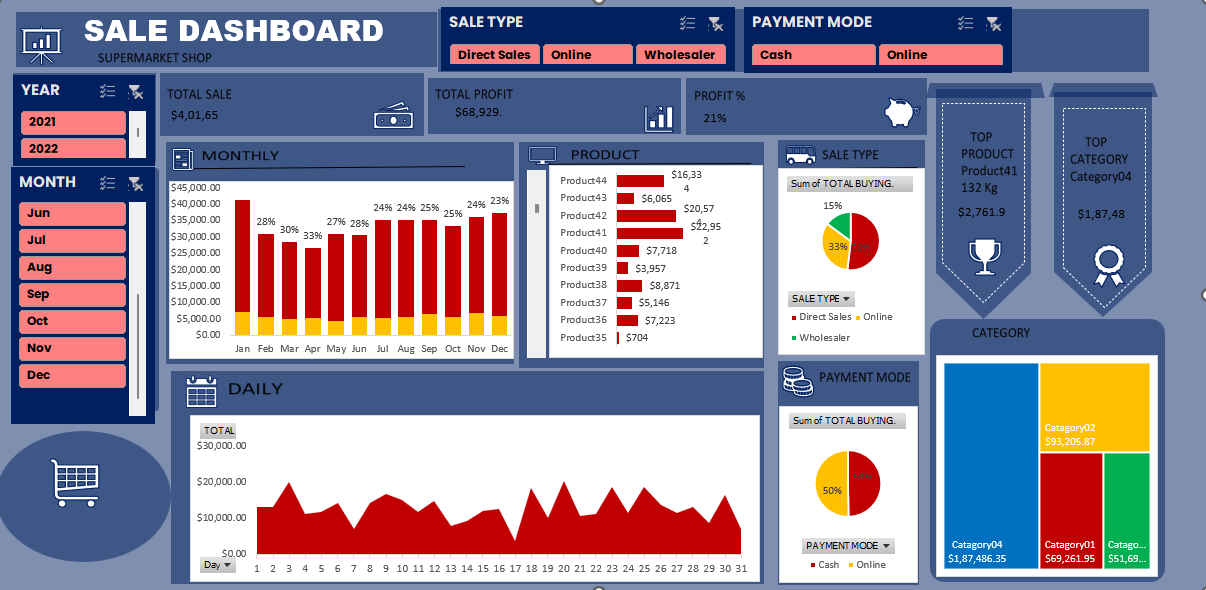 SALE DASHBOARD
SUPERMARKET SHOP
SALE TYPE
Direct Sales Online Wholesaler
PAYMENT MODE
Cash Online
YEAR
2021
2022
MONTH
Jun
Jul
Aug
Sep
Oct
Nov
Dec
TOTAL SALE
$4,01,65
TOTAL PROFIT
$68,929.
PROFIT %
21%
TOP
PRODUCT
Product41
132 Kg
$2,761.9
TOP
CATEGORY
Category04
$1,87,48
MONTHLY
$45,000.00
$40,000.00
$35,000.00
$30,000.00
$25,000.00
$20,000.00
$15,000.00
$10,000.00
$5,000.00
$0.00
28% 30% 33% 27% 28% 24% 24% 25% 25% 24% 23%
Jan Feb Mar Apr May Jun Jul Aug Sep Oct Nov Dec
PRODUCT
Product44 $16,33
4
Product43 $6,065
Product42 $20,57
4
Product41 $22,95
2
Product40 $7,718
Product39 $3,957
Product38 $8,871
Product37 $5,146
Product36 $7,223
Product35 $704
SALE TYPE
Sum of TOTAL BUYING.
15%
33%
SALE TYPE
Direct Sales Online
Wholesaler
DAILY
TOTAL
$30,000.00
$20,000.00
$10,000.00
$0.00
Day
1 2 3 4 5 6 7 8 9 10 11 12 13 14 15 16 17 18 19 20 21 22 23 24 25 26 27 28 29 30 31
PAYMENT MODE
Sum of TOTAL BUYING.
50%
PAYMENT MODE
Cash Online
CATEGORY
Catagory02
$93,205.87
Catagory04
$1,87,486.35
Catagory01
$69,261.95
Catago...
$51,69...